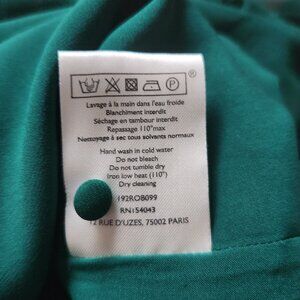 P
®
Lavage à la main dans l'eau froide
Blanchiment interdit
Séchage en tambour interdit
Repassage 110°max
Nettoyage à sec tous solvants normaux
Hand wash in cold water
Do not bleach
Do not tumble dry
Iron low heat (110°)
Dry cleaning
192ROB099
RN154043
12 RUE D'UZES, 75002 PARIS